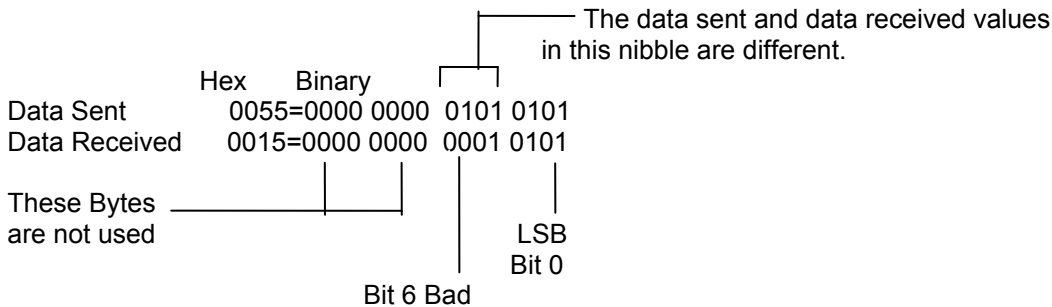 The data sent and data received values
in this nibble are different.
Hex Binary
Data Sent 0055=0000 0000 0101 0101
Data Received 0015=0000 0000 0001 0101
These Bytes
are not used
LSB
Bit 0
Bit 6 Bad